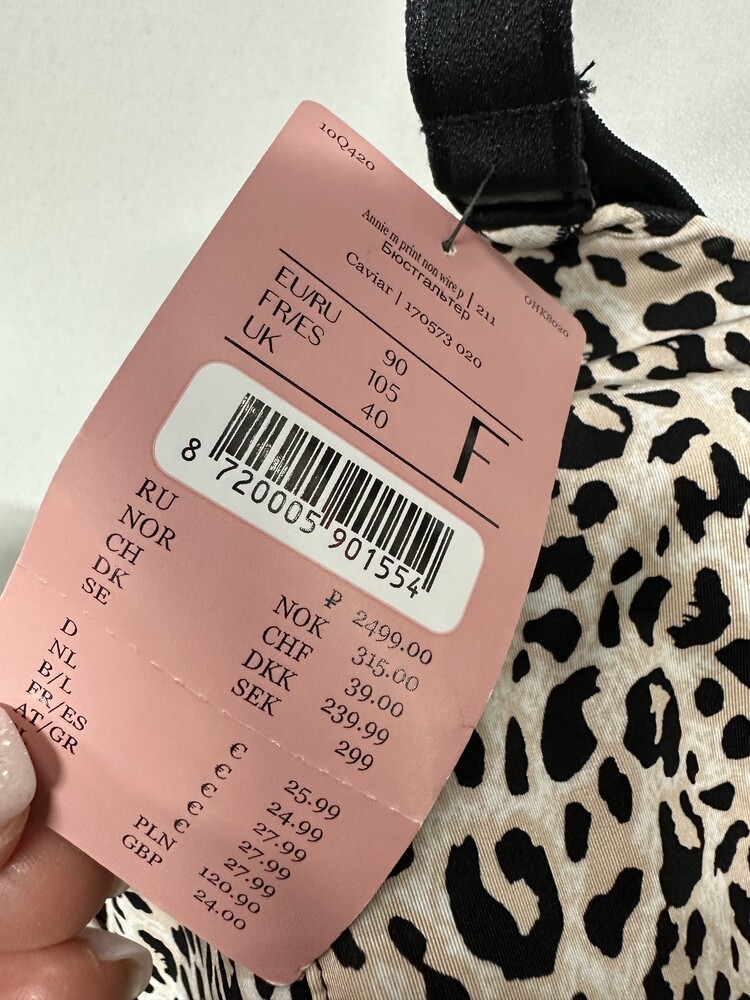 10Q420
Annie m print non wire p | 211
Бюстгальтер
Caviar | 170573 020
OHK8020
EU/RU 90
FR/ES 105
UK 40
F
8 720005 901554
RU ₽ 2499.00
NOR NOK 315.00
CH CHF 39.00
DK DKK 239.99
SE SEK 299
D € 25.99
NL € 24.99
B/L € 27.99
FR/ES € 27.99
AT/GR € 27.99
PLN 120.90
GBP 24.00